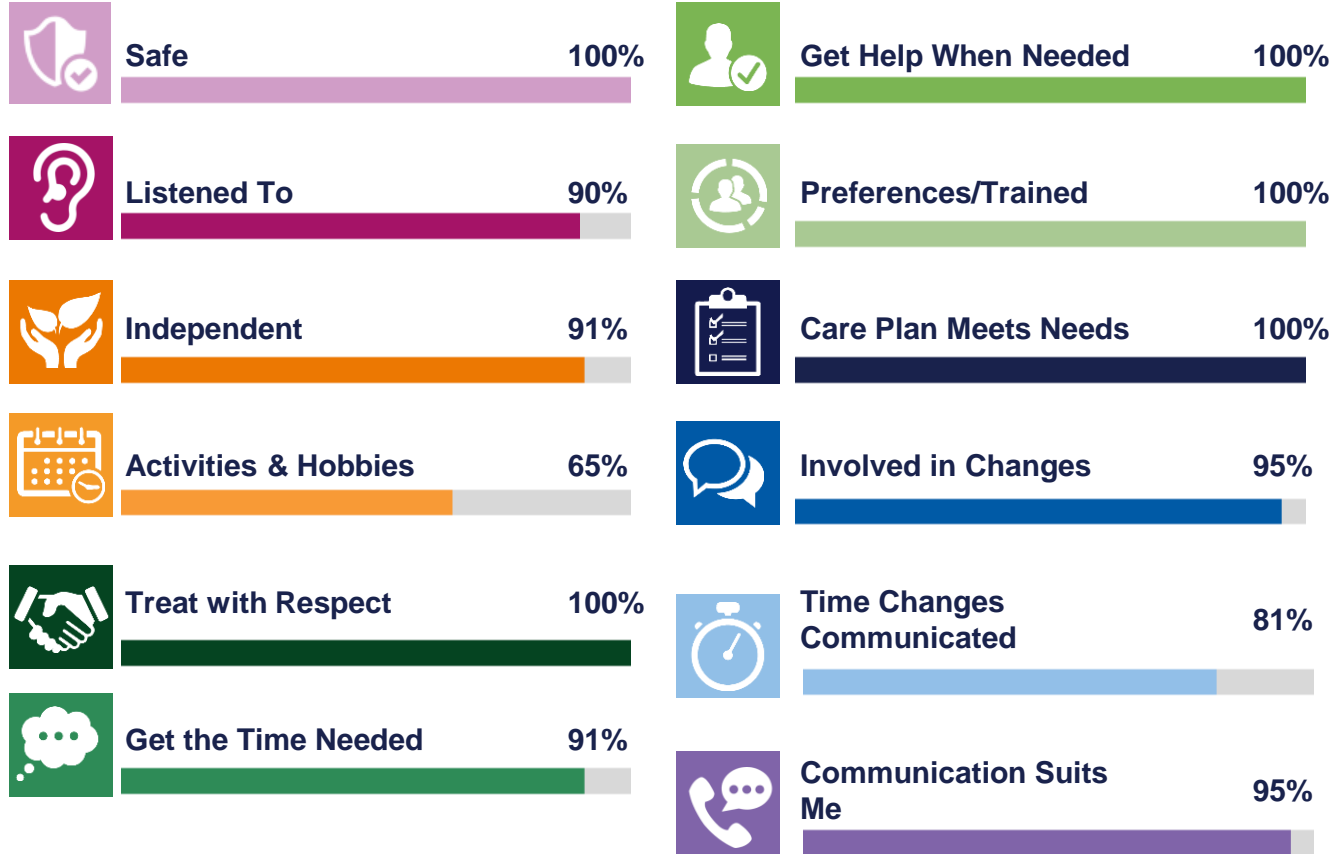 Safe 100%
Listened To 90%
Independent 91%
Activities & Hobbies 65%
Treat with Respect 100%
Get the Time Needed 91%
Get Help When Needed 100%
Preferences/Trained 100%
Care Plan Meets Needs 100%
Involved in Changes 95%
Time Changes
Communicated 81%
Communication Suits
Me 95%